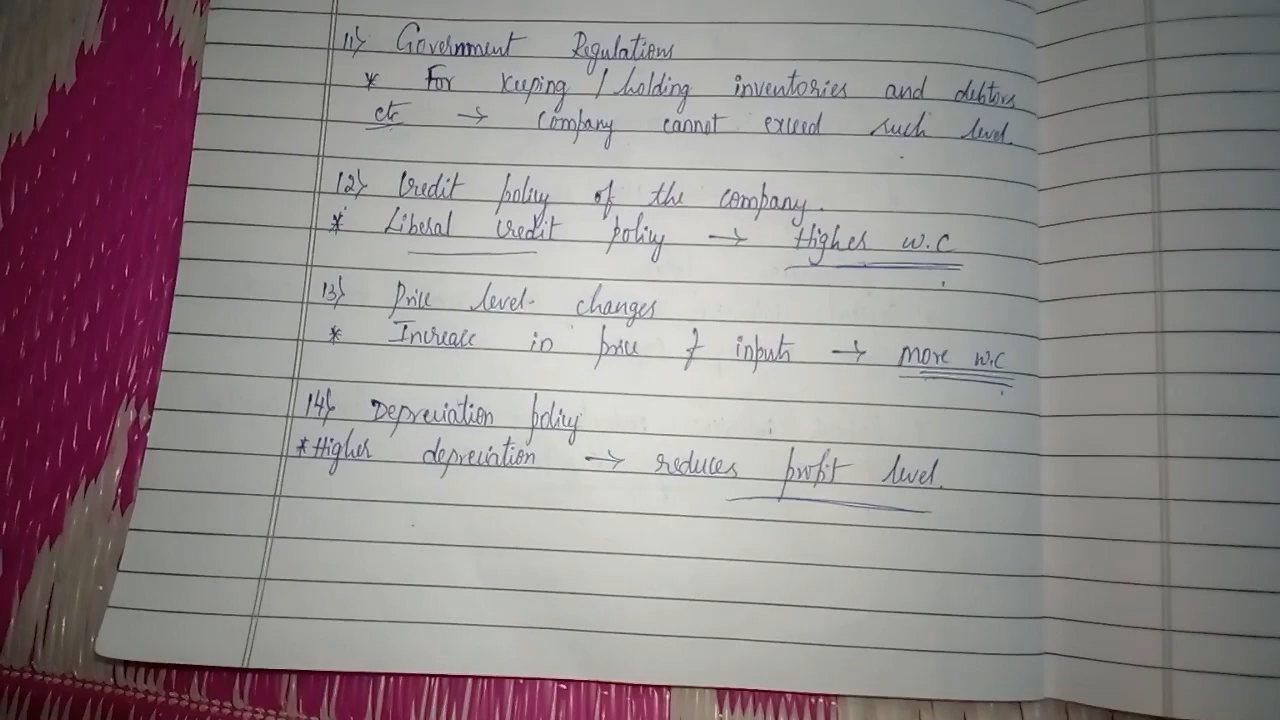 11) Government Regulations
* For keeping / holding inventories and debtors
etc → Company cannot exceed such level.
12) Credit policy of the company.
* Liberal credit policy → Higher W.C
13) Price level changes
* Increase in price of inputs → more W.C
14) Depreciation policy
* Higher depreciation → reduces profit level.